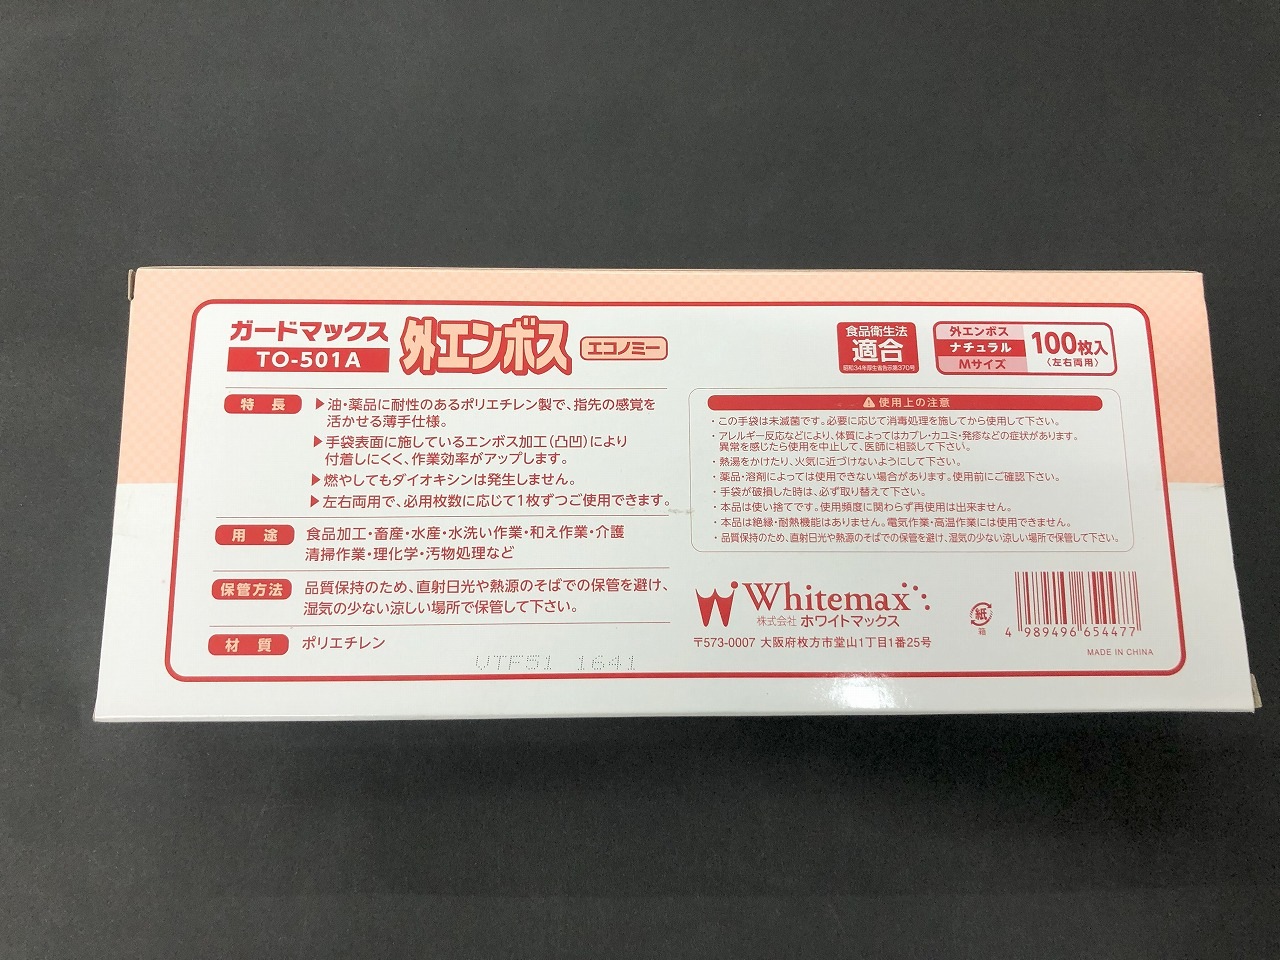 ガードマックス
TO-501A
外エンボス
エコノミー
食品衛生法
適合
昭和34年厚生省告示第370号
外エンボス
ナチュラル
Mサイズ
100枚入
〈左右両用〉
特長
▶油・薬品に耐性のあるポリエチレン製で、指先の感覚を
活かせる薄手仕様。
▶手袋表面に施しているエンボス加工(凸凹)により
付着しにくく、作業効率がアップします。
▶燃やしてもダイオキシンは発生しません。
▶左右両用で、必用枚数に応じて1枚ずつご使用できます。
用途
食品加工・畜産・水産・水洗い作業・和え作業・介護
清掃作業・理化学・汚物処理など
保管方法
品質保持のため、直射日光や熱源のそばでの保管を避け、
湿気の少ない涼しい場所で保管して下さい。
材質
ポリエチレン
VTF51 1641
使用上の注意
・この手袋は未滅菌です。必要に応じて消毒処理を施してから使用して下さい。
・アレルギー反応などにより、体質によってはカブレ・カユミ・発疹などの症状があります。
異常を感じたら使用を中止して、医師に相談して下さい。
・熱湯をかけたり、火気に近づけないようにして下さい。
・薬品・溶剤によっては使用できない場合があります。使用前にご確認下さい。
・手袋が破損した時は、必ず取り替えて下さい。
・本品は使い捨てです。使用頻度に関わらず再使用は出来ません。
・本品は絶縁・耐熱機能はありません。電気作業・高温作業には使用できません。
・品質保持のため、直射日光や熱源のそばでの保管を避け、湿気の少ない涼しい場所で保管して下さい。
Whitemax
株式会社 ホワイトマックス
〒573-0007 大阪府枚方市堂山1丁目1番25号
紙
箱
4 989496 654477
MADE IN CHINA